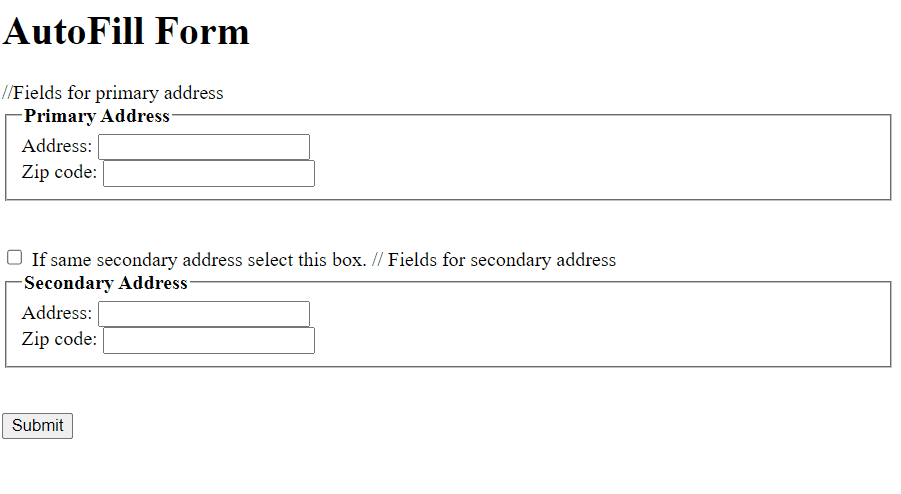 AutoFill Form
//Fields for primary address
Primary Address
Address:
Zip code:
If same secondary address select this box. // Fields for secondary address
Secondary Address
Address:
Zip code:
Submit